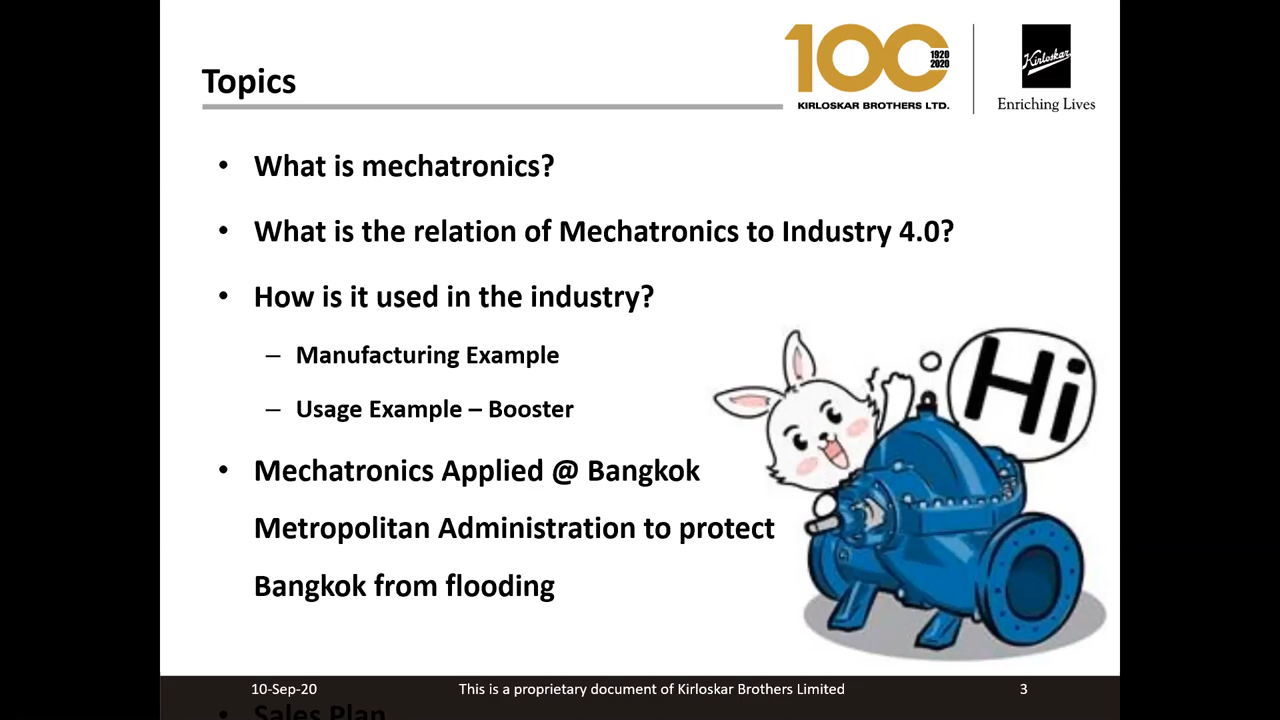 Topics
100
1920
2020
KIRLOSKAR BROTHERS LTD.
Kirloskar
Enriching Lives
• What is mechatronics?
• What is the relation of Mechatronics to Industry 4.0?
• How is it used in the industry?
– Manufacturing Example
– Usage Example – Booster
• Mechatronics Applied @ Bangkok
Metropolitan Administration to protect
Bangkok from flooding
Hi
10-Sep-20
This is a proprietary document of Kirloskar Brothers Limited
3
• Sales Plan